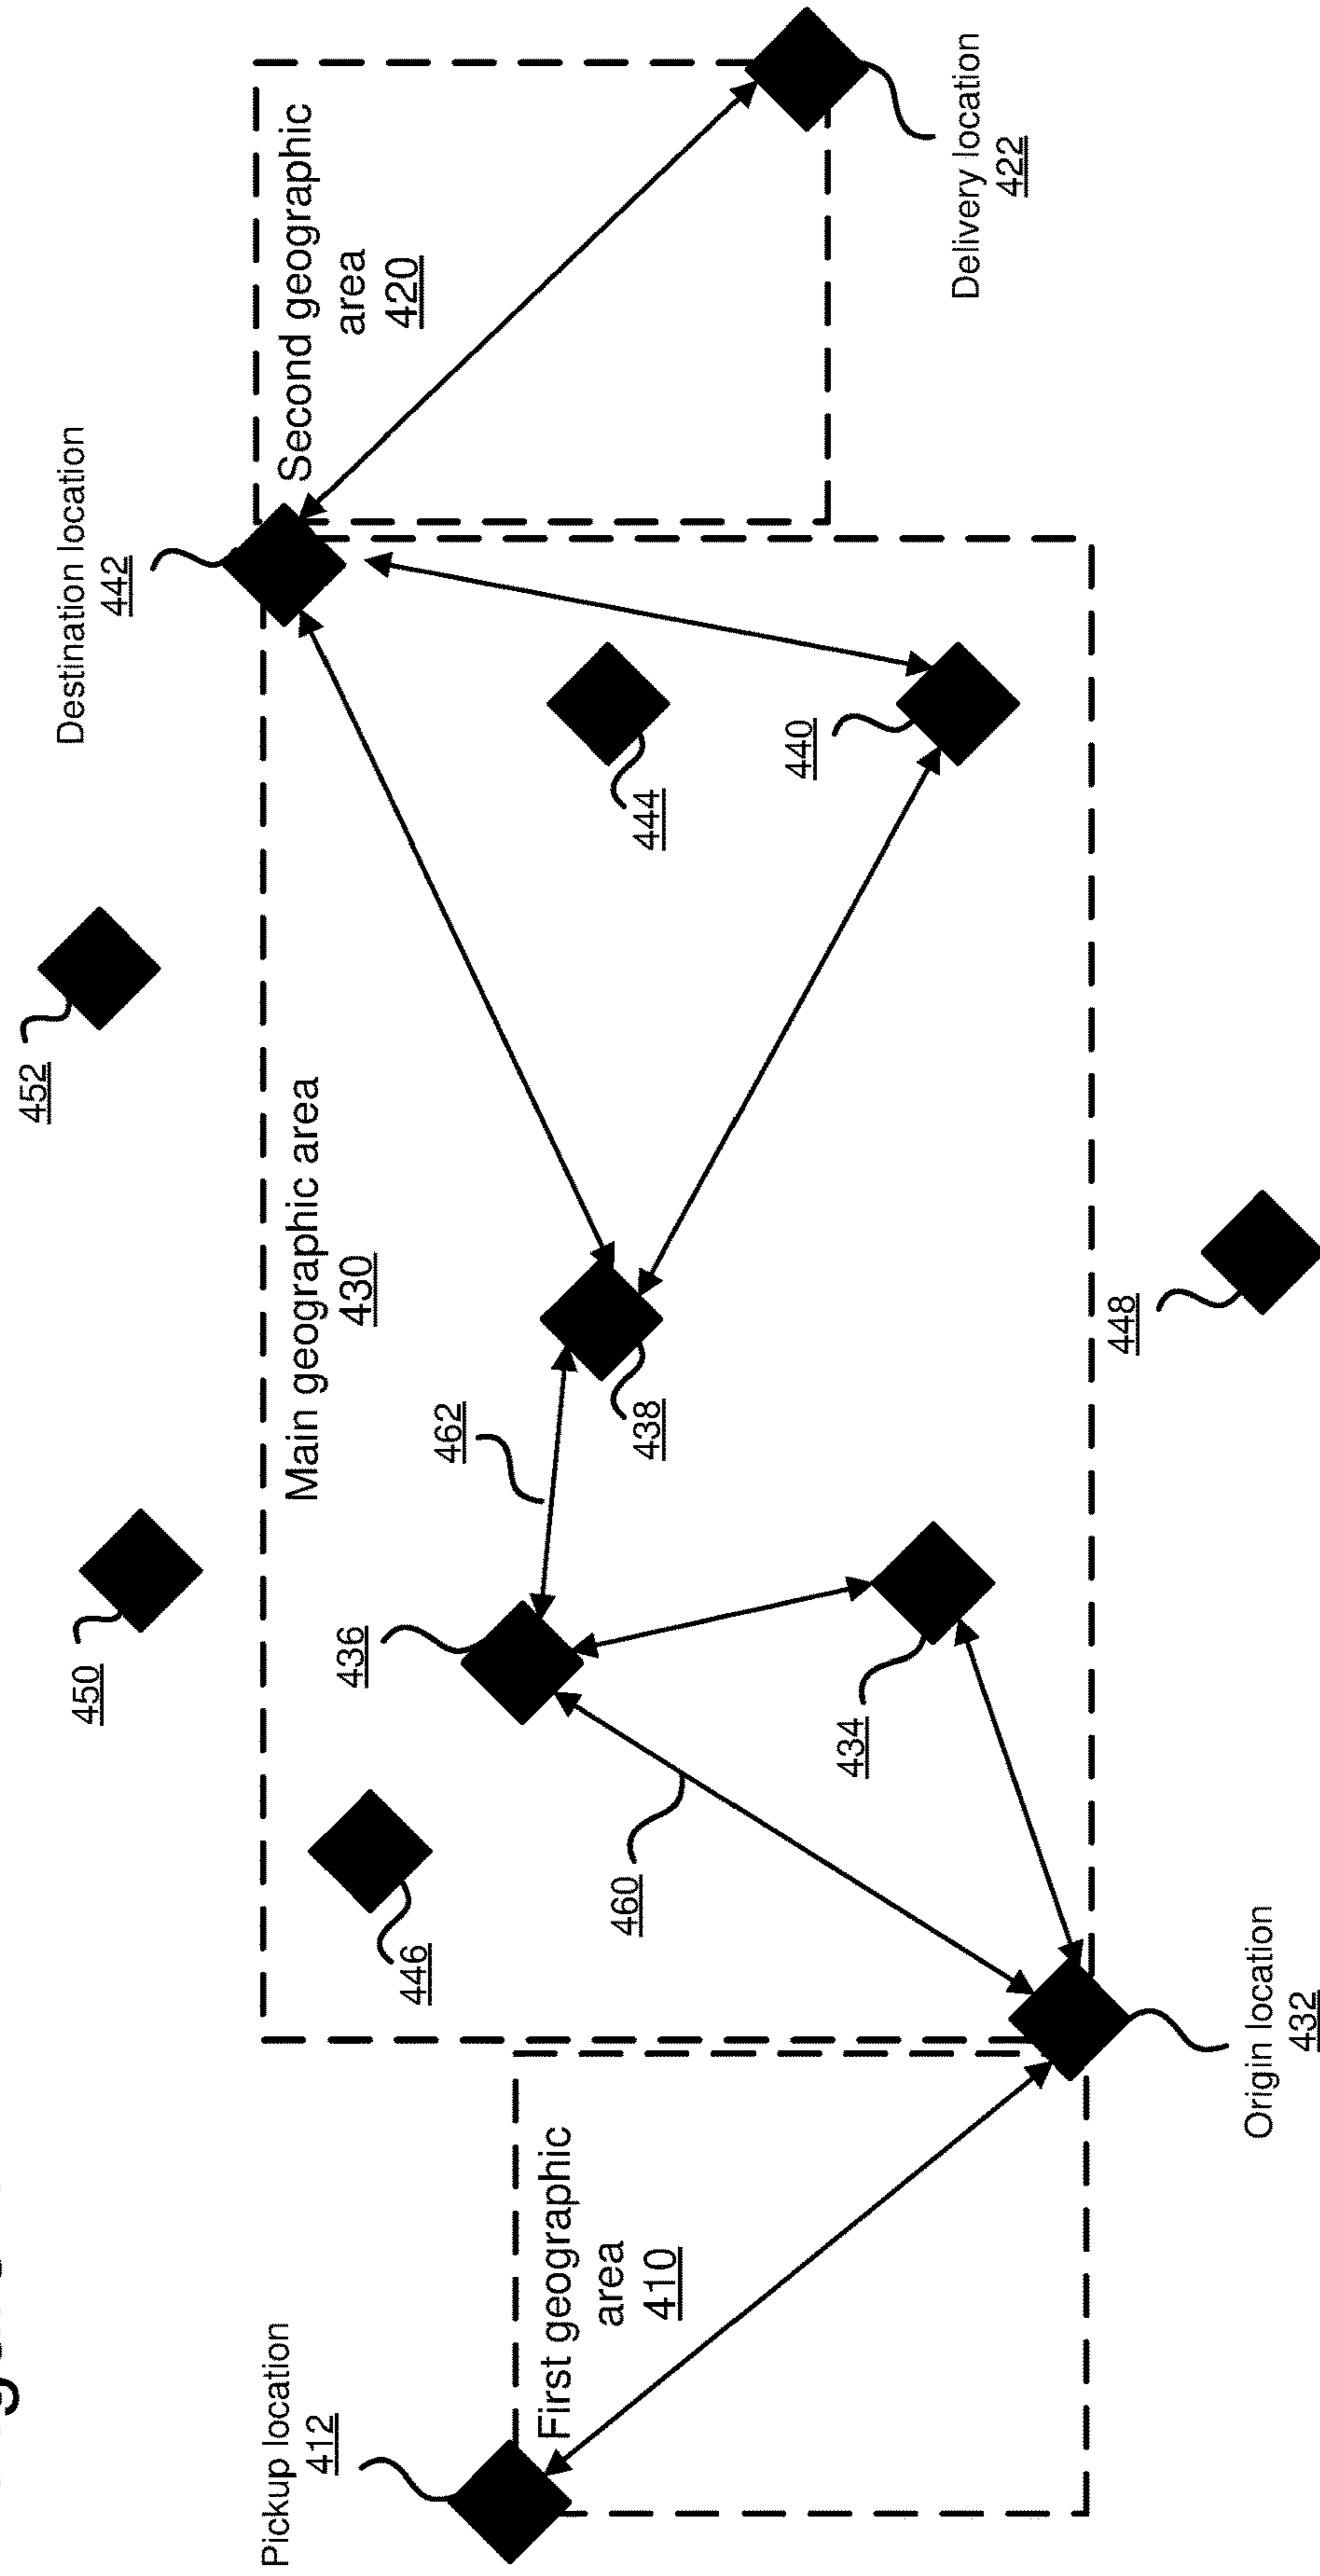 452
Destination location
442
450
Pickup location
412
Main geographic area
430
Second geographic
area
420
436
446
462
First geographic
area
410
460
438
444
434
440
Delivery location
422
448
Origin location
432